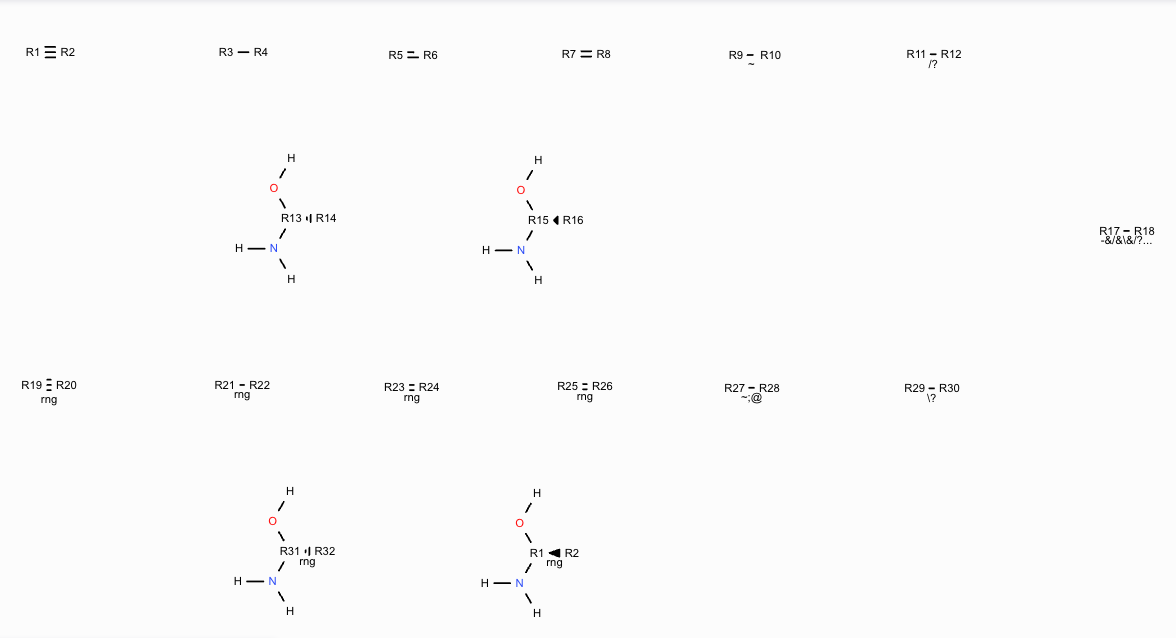 R1 R2 R3 R4 R5 R6 R7 R8 R9 R10 R11 R12
~ /?
H H
O O
R13 R14 R15 R16
R17 R18
-&/&\&/?...
H N H N
H H
R19 R20 R21 R22 R23 R24 R25 R26 R27 R28 R29 R30
rng rng rng rng ~;@ \?
H H
O O
R31 R32 R1 R2
rng rng
H N H N
H H